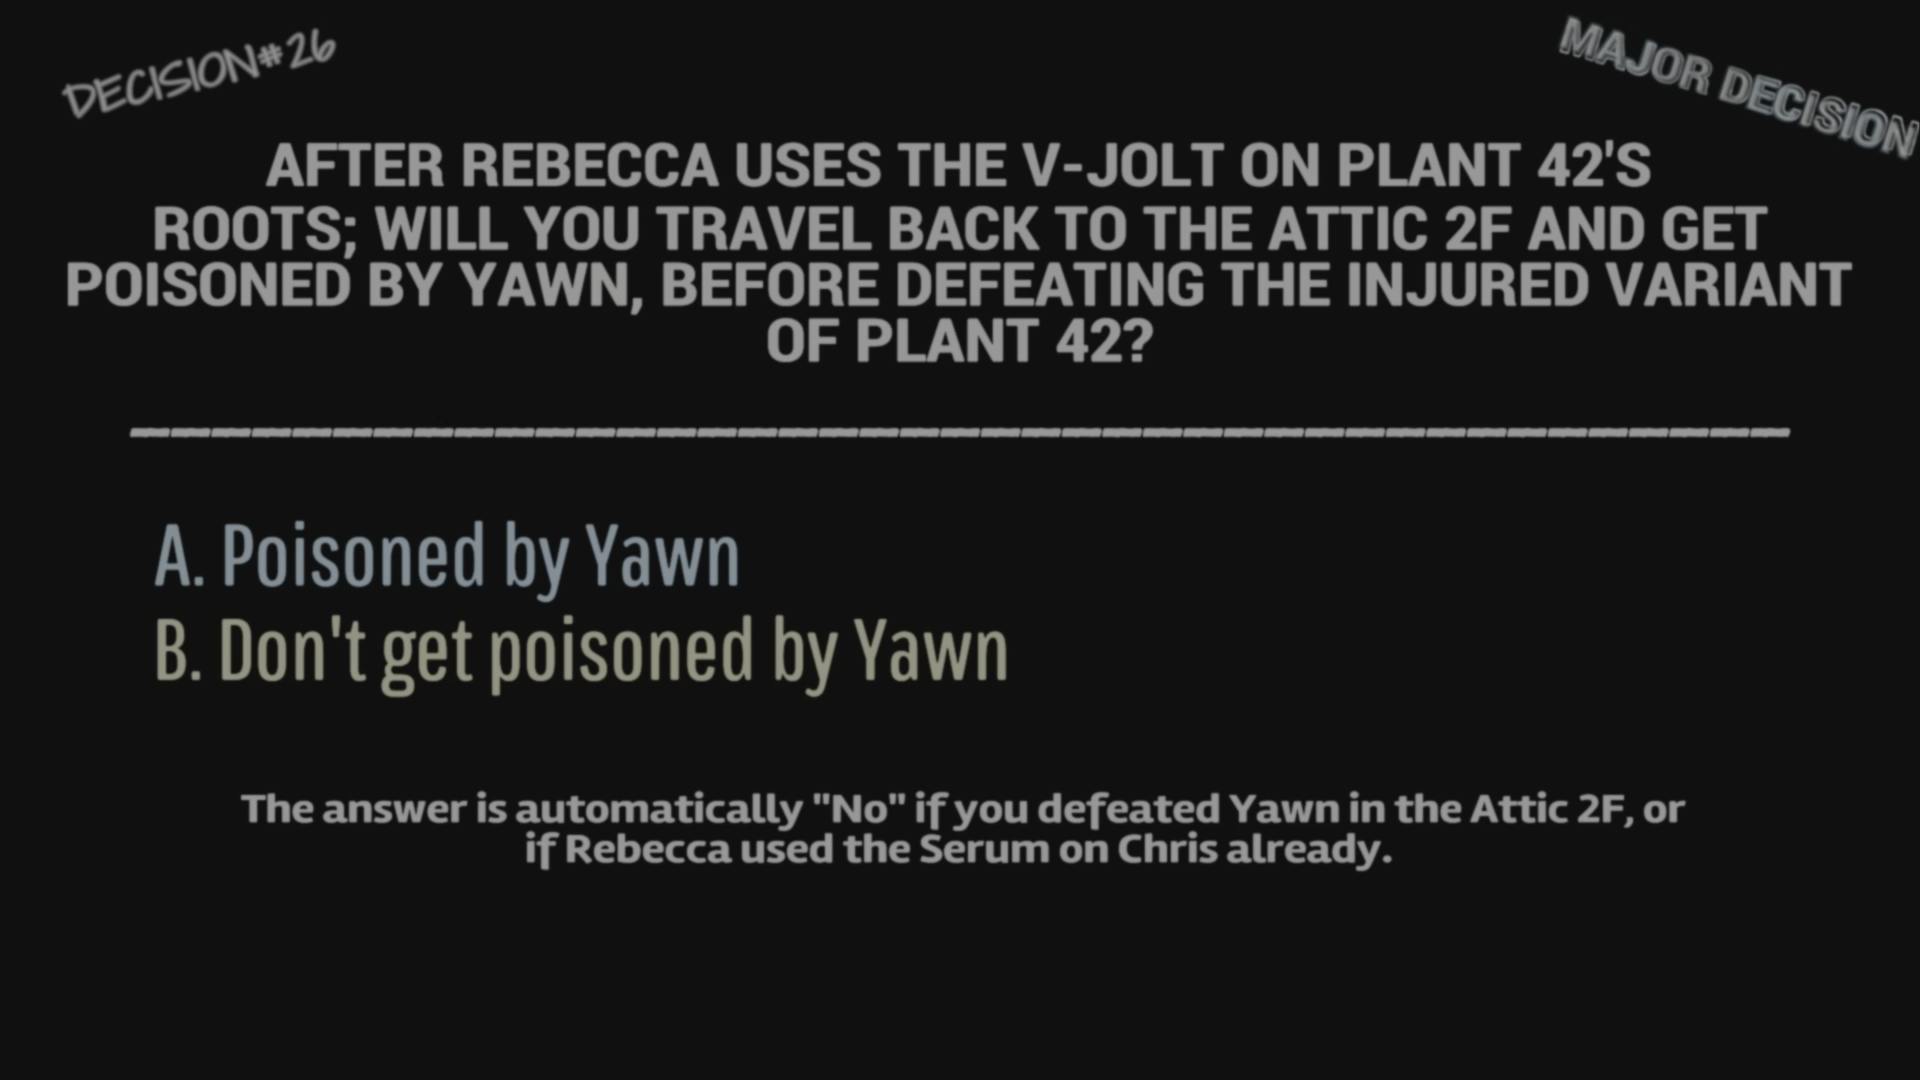 DECISION#26
MAJOR DECISION
AFTER REBECCA USES THE V-JOLT ON PLANT 42'S
ROOTS; WILL YOU TRAVEL BACK TO THE ATTIC 2F AND GET
POISONED BY YAWN, BEFORE DEFEATING THE INJURED VARIANT
OF PLANT 42?
A. Poisoned by Yawn
B. Don't get poisoned by Yawn
The answer is automatically "No" if you defeated Yawn in the Attic 2F, or
if Rebecca used the Serum on Chris already.